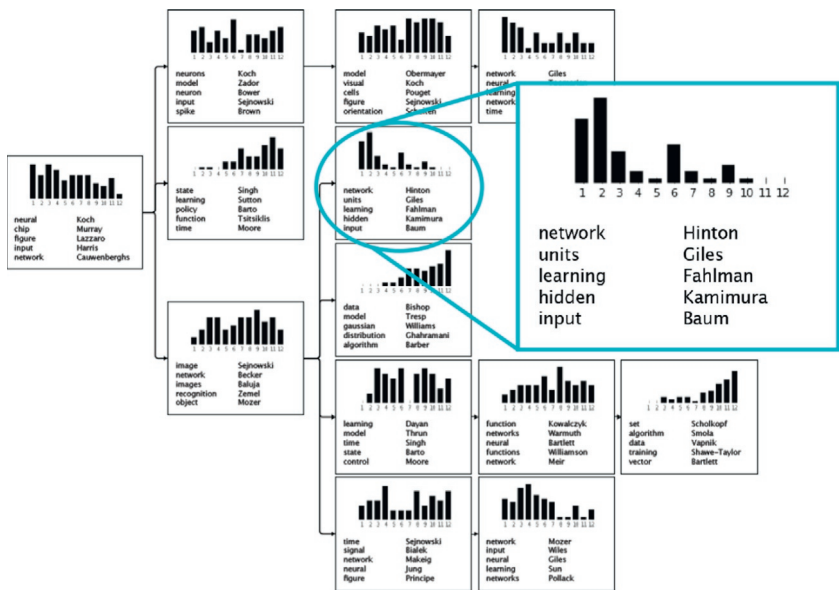 1 2 3 4 5 6 7 8 9 10 11 12
neurons Koch
model Zador
neuron Bower
input Sejnowski
spike Brown
1 2 3 4 5 6 7 8 9 10 11 12
model Obermayer
visual Koch
cells Pouget
figure Sejnowski
orientation
1 2 3 4 5 6 7 8 9 10 11 12
network Giles
neural
learning
time
1 2 3 4 5 6 7 8 9 10 11 12
neural Koch
chip Murray
figure Lazzaro
input Harris
network Cauwenberghs
1 2 3 4 5 6 7 8 9 10 11 12
state Singh
learning Sutton
policy Barto
function Tsitsiklis
time Moore
1 2 3 4 5 6 7 8 9 10 11 12
network Hinton
units Giles
learning Fahlman
hidden Kamimura
input Baum
1 2 3 4 5 6 7 8 9 10 11 12
network Hinton
units Giles
learning Fahlman
hidden Kamimura
input Baum
1 2 3 4 5 6 7 8 9 10 11 12
data Bishop
model Tresp
gaussian Williams
distribution Ghahramani
algorithm Barber
1 2 3 4 5 6 7 8 9 10 11 12
image Sejnowski
network Becker
images Baluja
recognition Zemel
object Mozer
1 2 3 4 5 6 7 8 9 10 11 12
learning Dayan
model Thrun
time Singh
state Barto
control Moore
1 2 3 4 5 6 7 8 9 10 11 12
function Kowalczyk
networks Warmuth
neural Bartlett
functions Williamson
network Meir
1 2 3 4 5 6 7 8 9 10 11 12
set Scholkopf
algorithm Smola
data Vapnik
training Shawe-Taylor
vector Bartlett
1 2 3 4 5 6 7 8 9 10 11 12
time Sejnowski
signal Bialek
network Makeig
neural Jung
figure Principe
1 2 3 4 5 6 7 8 9 10 11 12
network Mozer
input Wiles
neural Giles
learning Sun
networks Pollack